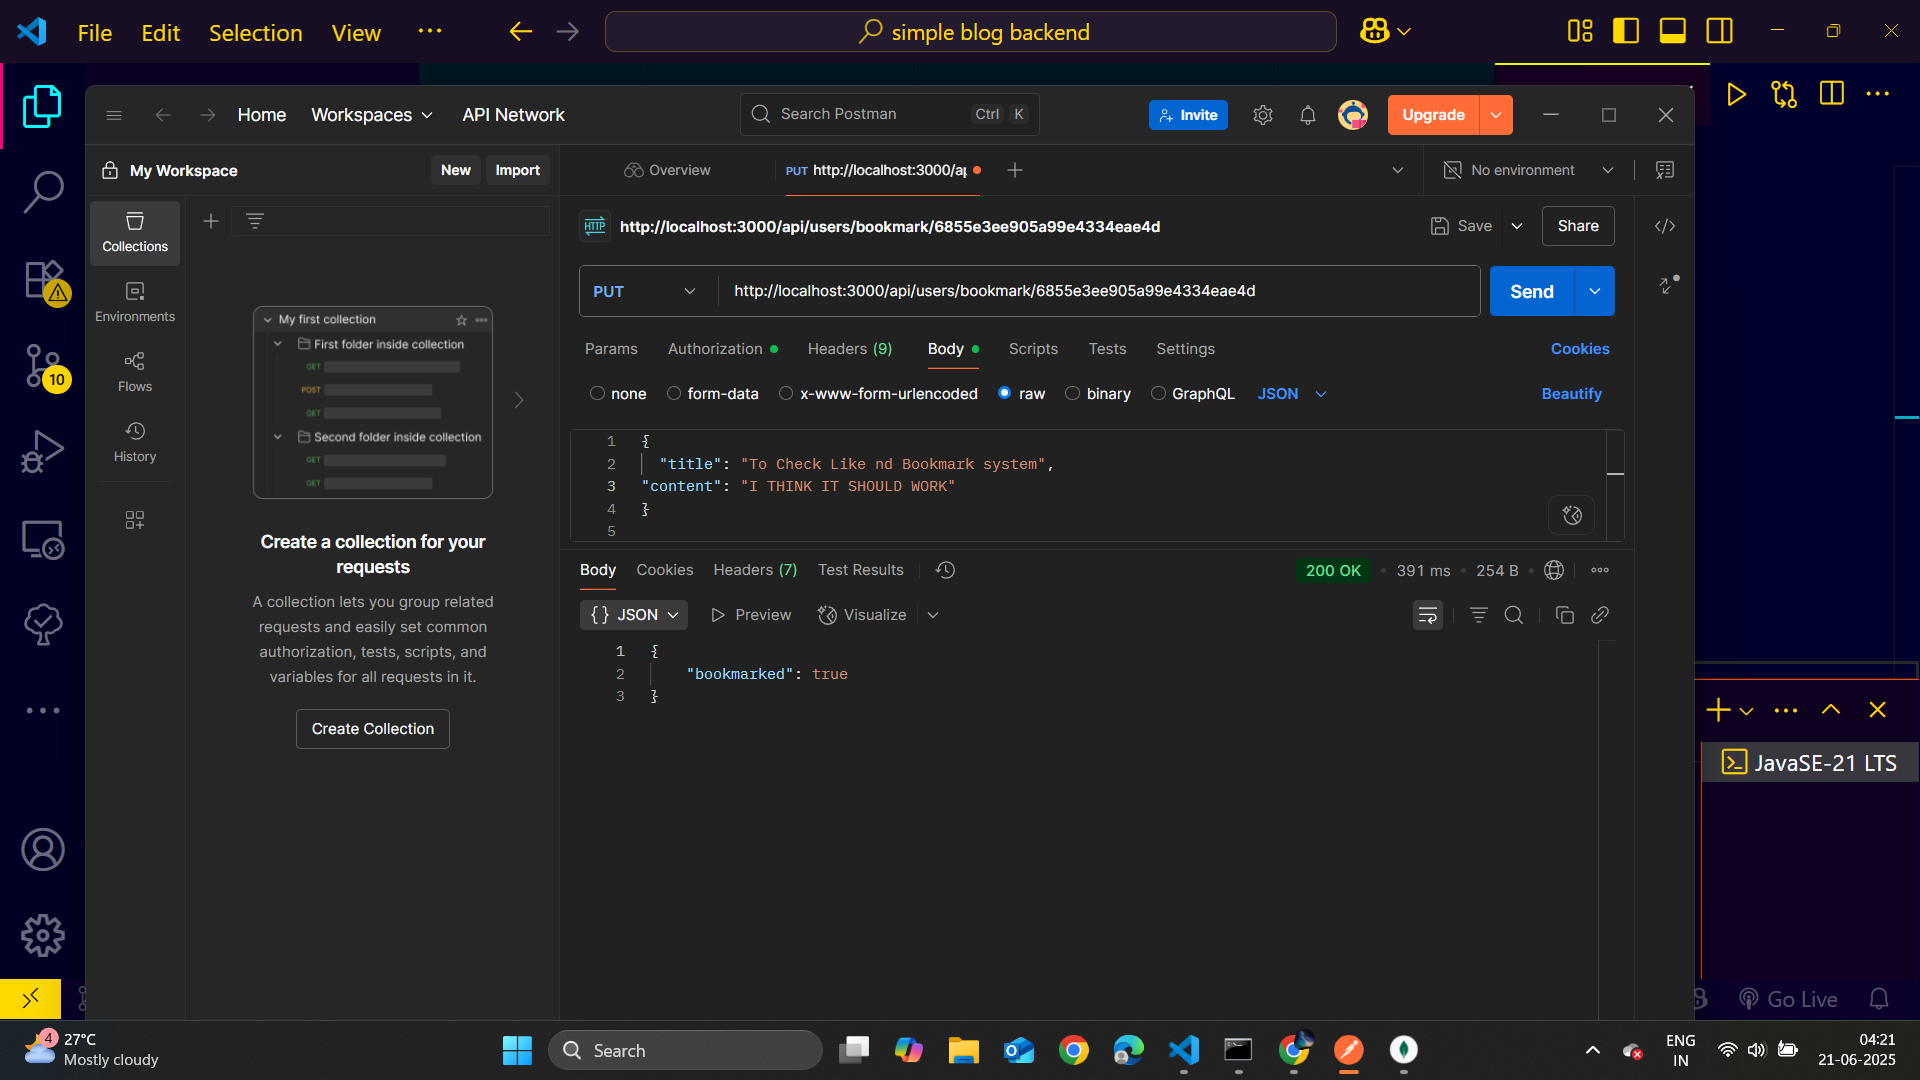 File Edit Selection View
simple blog backend
Home Workspaces API Network
Search Postman Ctrl K
Invite
Upgrade
My Workspace New Import
Overview
PUT http://localhost:3000/ap
No environment
Collections
Environments
Flows
History
My first collection
First folder inside collection
GET
POST
GET
Second folder inside collection
GET
GET
Create a collection for your
requests
A collection lets you group related
requests and easily set common
authorization, tests, scripts, and
variables for all requests in it.
Create Collection
HTTP http://localhost:3000/api/users/bookmark/6855e3ee905a99e4334eae4d
Save Share
PUT http://localhost:3000/api/users/bookmark/6855e3ee905a99e4334eae4d
Send
Params Authorization Headers (9) Body Scripts Tests Settings Cookies
none form-data x-www-form-urlencoded raw binary GraphQL JSON Beautify
1 {
2 "title": "To Check Like nd Bookmark system",
3 "content": "I THINK IT SHOULD WORK"
4 }
5
Body Cookies Headers (7) Test Results 200 OK 391 ms 254 B
{} JSON Preview Visualize
1 {
2 "bookmarked": true
3 }
10
JavaSE-21 LTS
Go Live
4
27°C
Mostly cloudy
Search
ENG
IN
04:21
21-06-2025